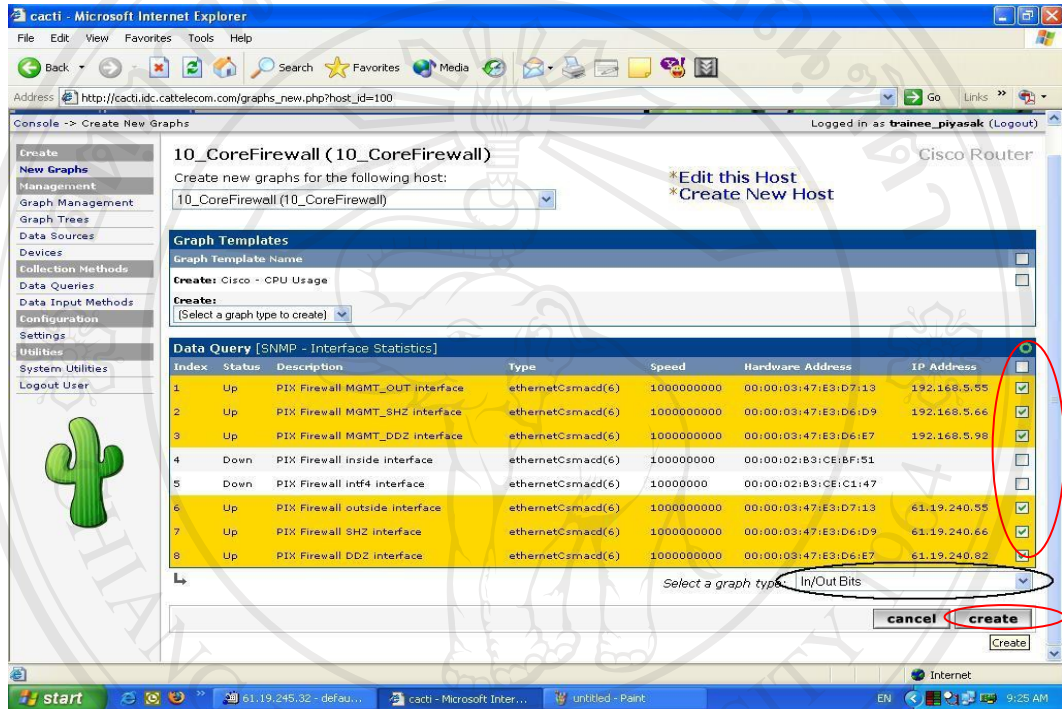 cacti - Microsoft Internet Explorer
File Edit View Favorites Tools Help
Back Search Favorites Media
Address http://cacti.idc.cattelecom.com/graphs_new.php?host_id=100 Go Links »
Console -> Create New Graphs Logged in as trainee_piyasak (Logout)
Create
New Graphs
Management
Graph Management
Graph Trees
Data Sources
Devices
Collection Methods
Data Queries
Data Input Methods
Configuration
Settings
Utilities
System Utilities
Logout User
10_CoreFirewall (10_CoreFirewall) Cisco Router
Create new graphs for the following host:
10_CoreFirewall (10_CoreFirewall)
*Edit this Host
*Create New Host
Graph Templates
Graph Template Name
Create: Cisco - CPU Usage
Create:
(Select a graph type to create)
Data Query [SNMP - Interface Statistics]
Index Status Description Type Speed Hardware Address IP Address
1 Up PIX Firewall MGMT_OUT interface ethernetCsmacd(6) 1000000000 00:00:03:47:E3:D7:13 192.168.5.55
2 Up PIX Firewall MGMT_SHZ interface ethernetCsmacd(6) 1000000000 00:00:03:47:E3:D6:D9 192.168.5.66
3 Up PIX Firewall MGMT_DDZ interface ethernetCsmacd(6) 1000000000 00:00:03:47:E3:D6:E7 192.168.5.98
4 Down PIX Firewall inside interface ethernetCsmacd(6) 100000000 00:00:02:B3:CE:BF:51
5 Down PIX Firewall intf4 interface ethernetCsmacd(6) 10000000 00:00:02:B3:CE:C1:47
6 Up PIX Firewall outside interface ethernetCsmacd(6) 1000000000 00:00:03:47:D7:13 61.19.240.55
7 Up PIX Firewall SHZ interface ethernetCsmacd(6) 1000000000 00:00:03:47:E3:D6:D9 61.19.240.66
8 Up PIX Firewall DDZ interface ethernetCsmacd(6) 1000000000 00:00:03:47:E3:D6:E7 61.19.240.82
Select a graph type: In/Out Bits
cancel create
Create
Internet
start » 61.19.245.32 - defau... cacti - Microsoft Inter... untitled - Paint EN 9:25 AM